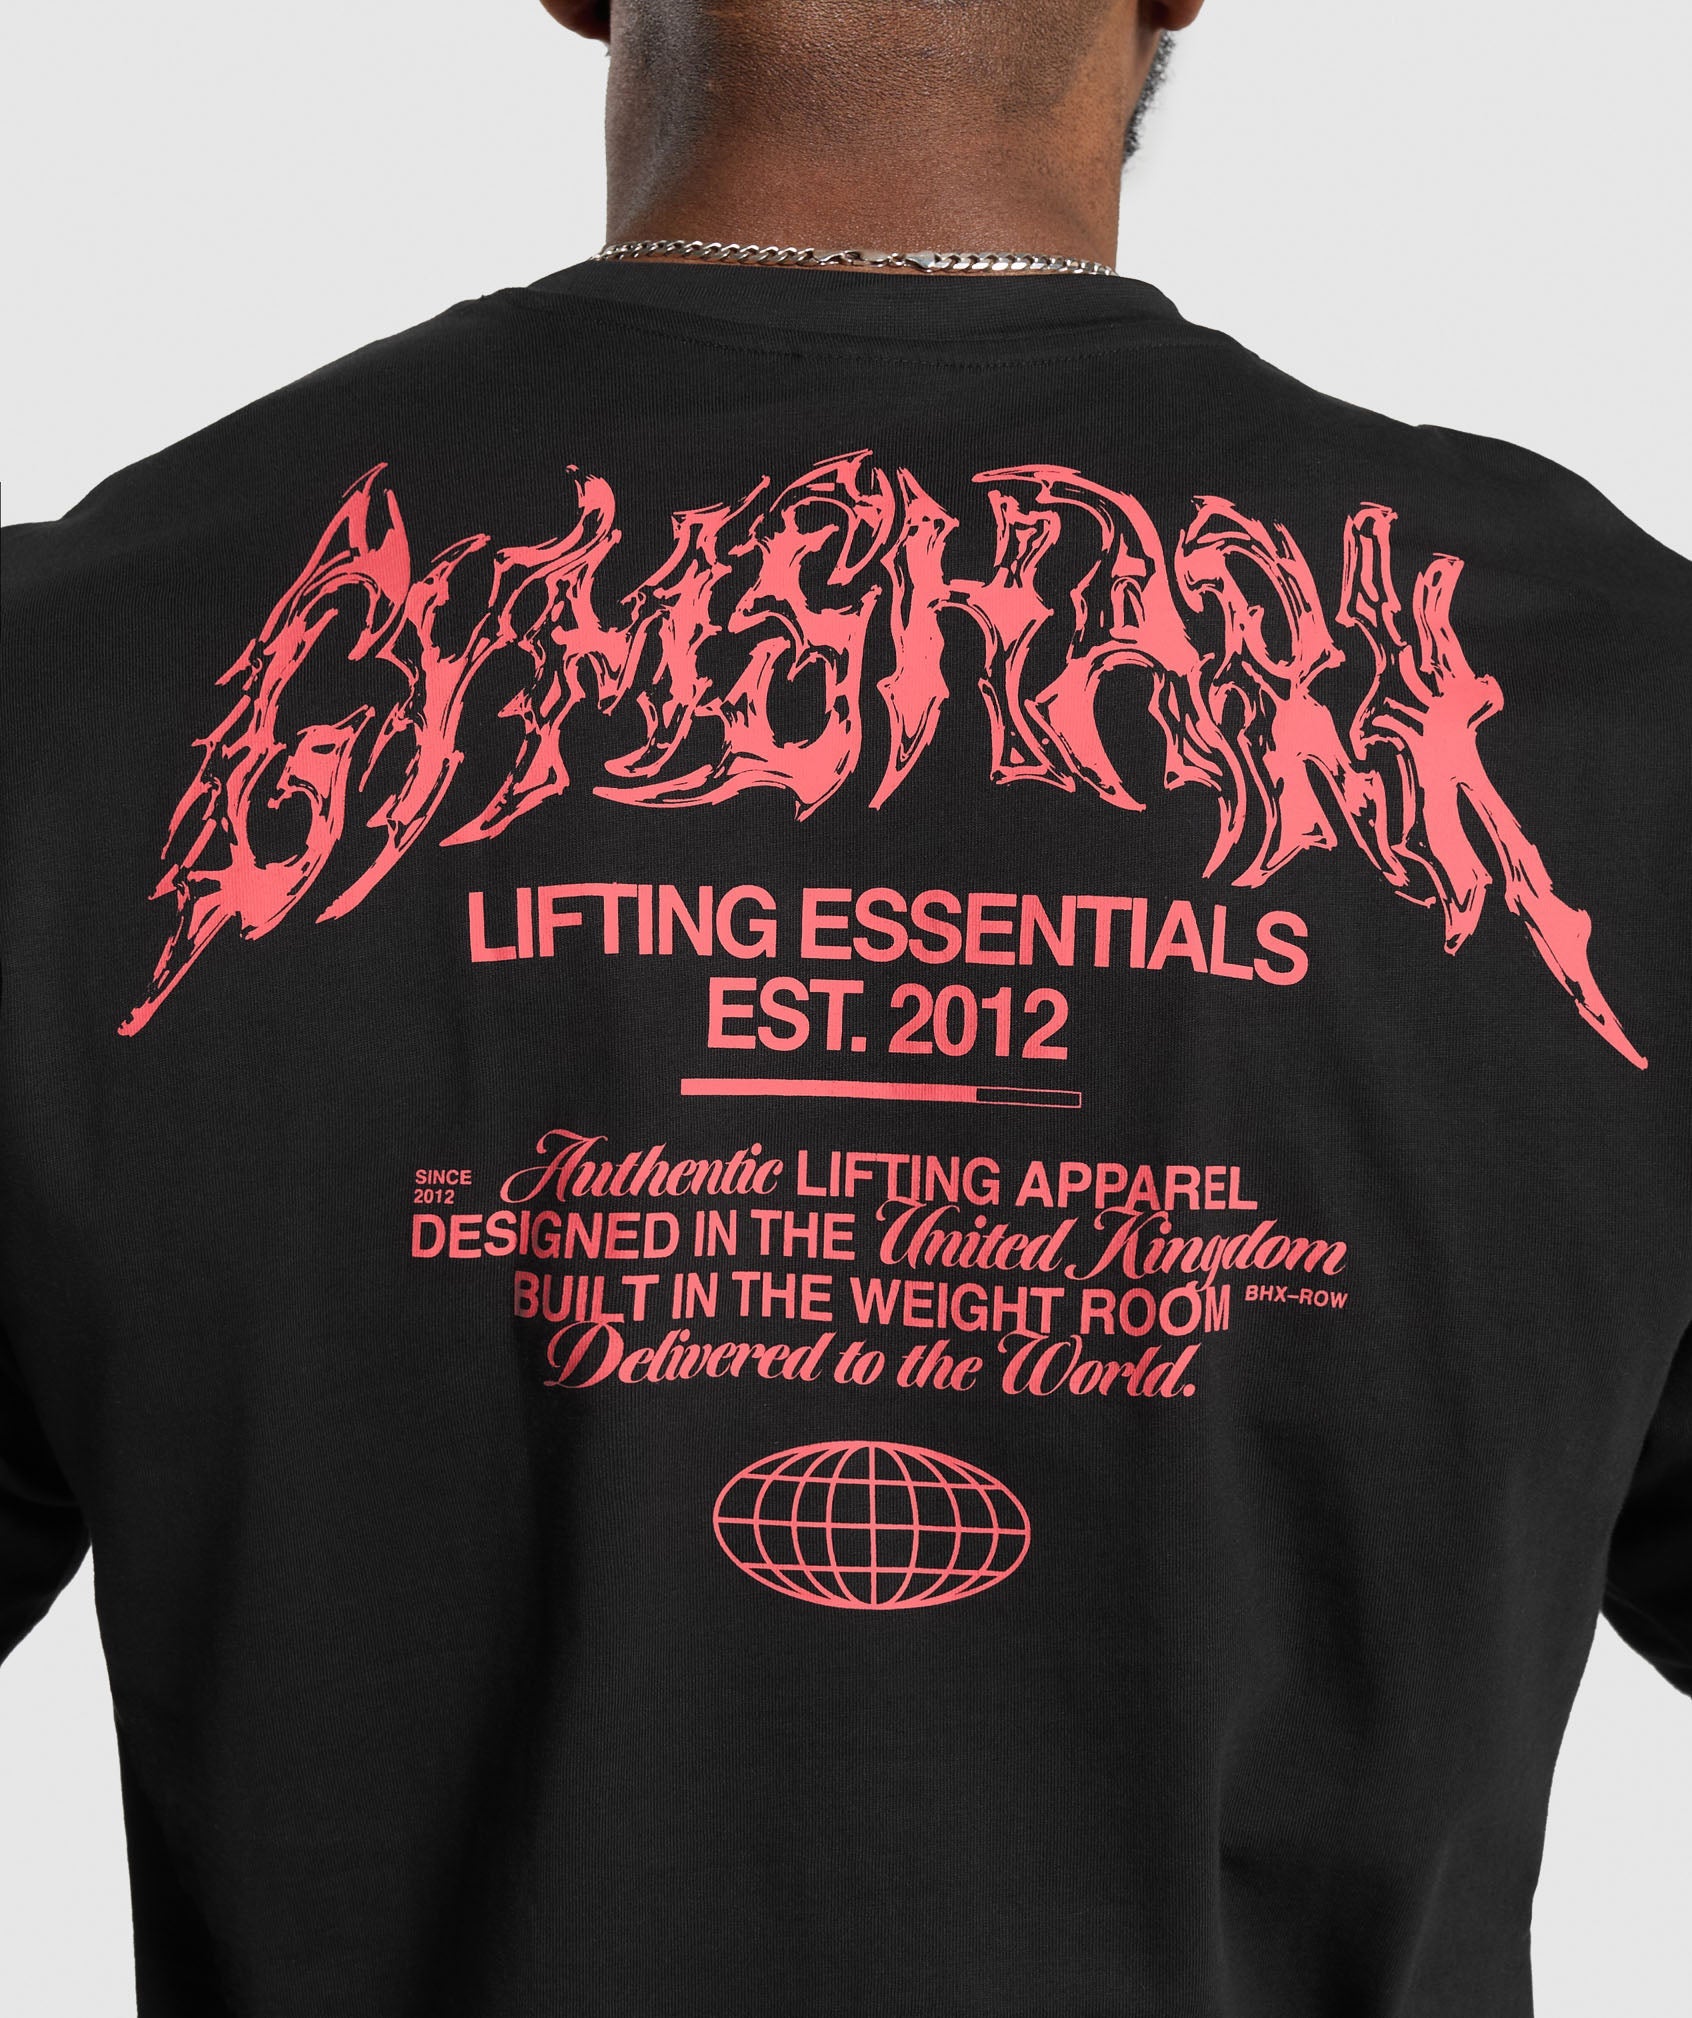 GYMSHARK
LIFTING ESSENTIALS
EST. 2012
SINCE
2012
Authentic LIFTING APPAREL
DESIGNED IN THE United Kingdom
BUILT IN THE WEIGHT ROOM BHX–ROW
Delivered to the World.